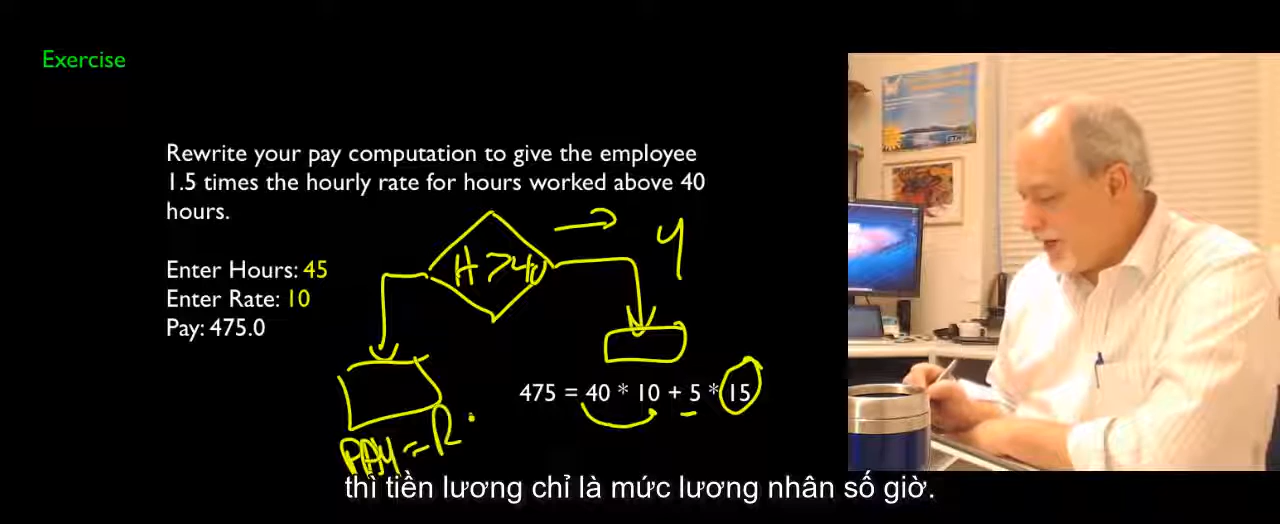 Exercise
Rewrite your pay computation to give the employee
1.5 times the hourly rate for hours worked above 40
hours.
H >40
Y
Enter Hours: 45
Enter Rate: 10
Pay: 475.0
475 = 40 * 10 + 5 * 15
PAY = R
thì tiền lương chỉ là mức lương nhân số giờ.